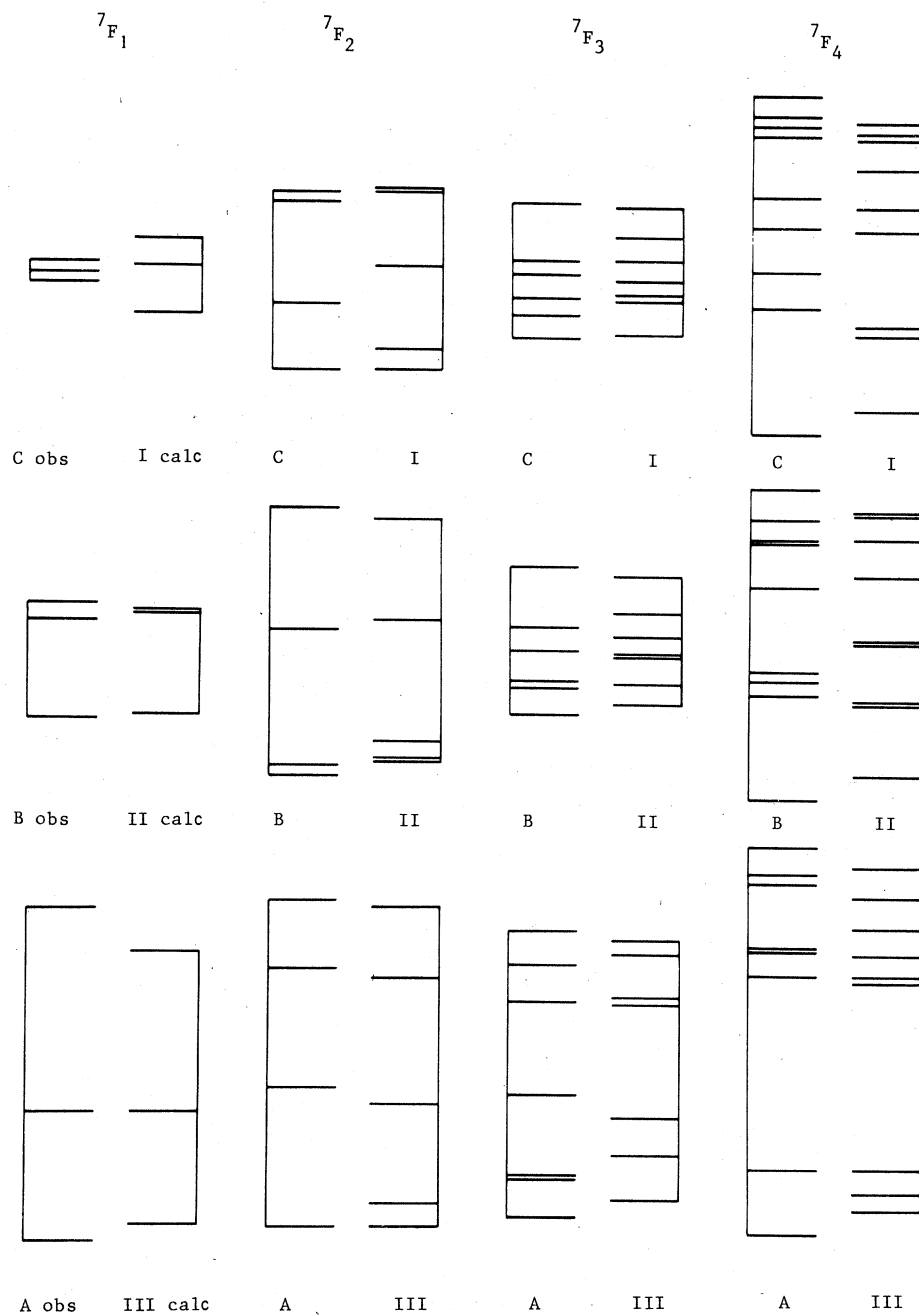 ⁷F₁ ⁷F₂ ⁷F₃ ⁷F₄
C obs I calc C I C I C I
B obs II calc B II B II B II
A obs III calc A III A III A III